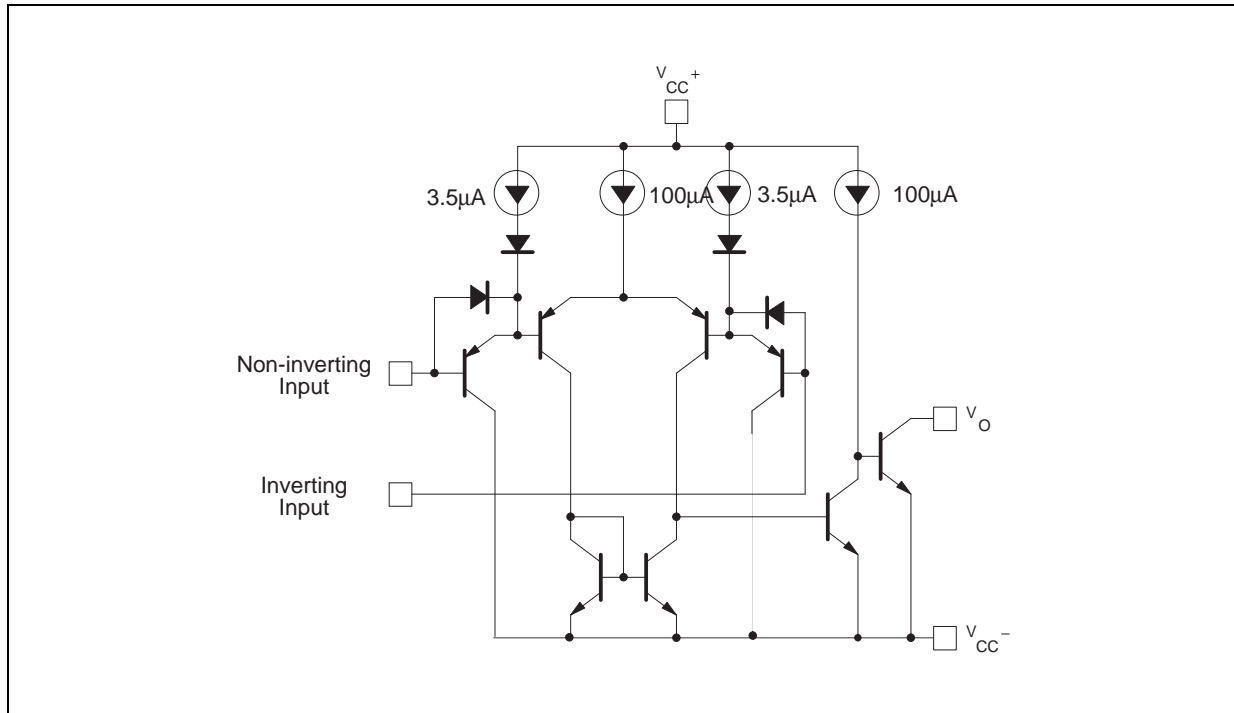 VCC+
3.5μA
100μA
3.5μA
100μA
Non-inverting
Input
VO
Inverting
Input
VCC−